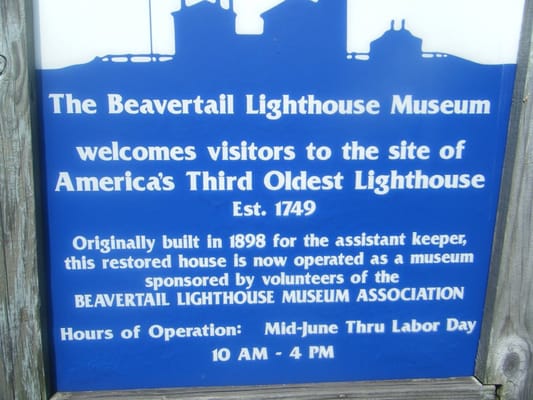 The Beavertail Lighthouse Museum
welcomes visitors to the site of
America's Third Oldest Lighthouse
Est. 1749
Originally built in 1898 for the assistant keeper,
this restored house is now operated as a museum
sponsored by volunteers of the
BEAVERTAIL LIGHTHOUSE MUSEUM ASSOCIATION
Hours of Operation: Mid-June Thru Labor Day
10 AM - 4 PM